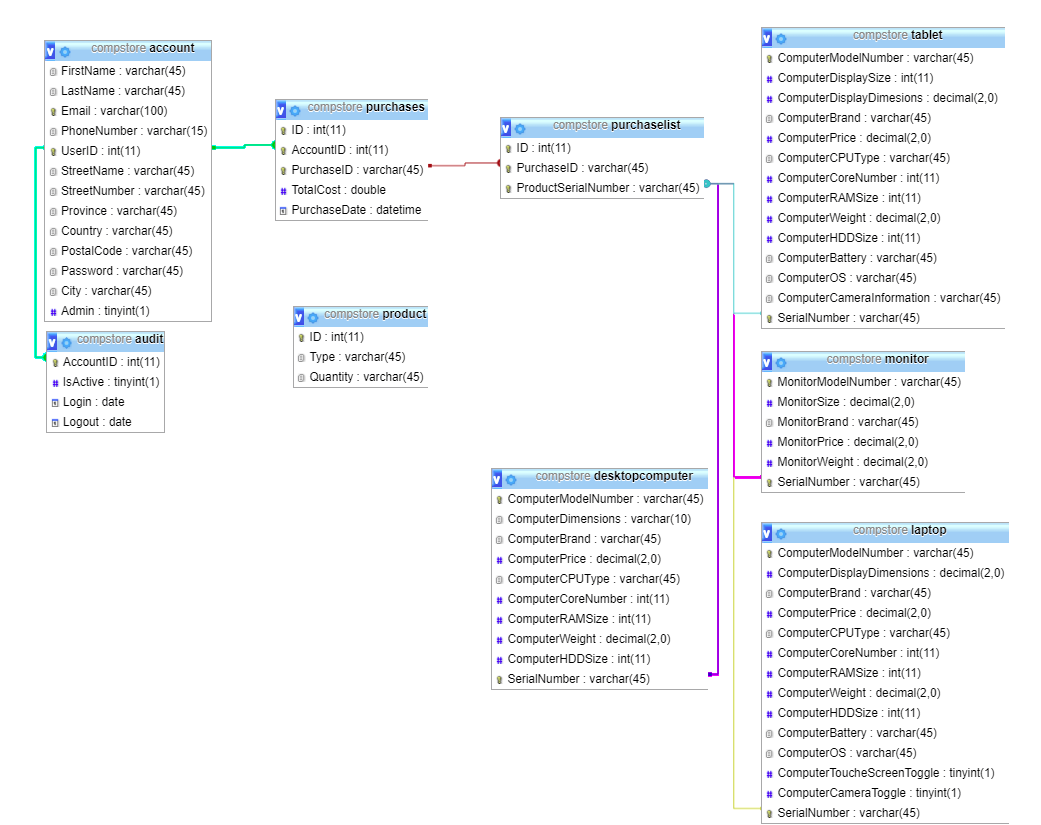 compstore account
FirstName : varchar(45)
LastName : varchar(45)
Email : varchar(100)
PhoneNumber : varchar(15)
UserID : int(11)
StreetName : varchar(45)
StreetNumber : varchar(45)
Province : varchar(45)
Country : varchar(45)
PostalCode : varchar(45)
Password : varchar(45)
City : varchar(45)
Admin : tinyint(1)
compstore audit
AccountID : int(11)
IsActive : tinyint(1)
Login : date
Logout : date
compstore purchases
ID : int(11)
AccountID : int(11)
PurchaseID : varchar(45)
TotalCost : double
PurchaseDate : datetime
compstore product
ID : int(11)
Type : varchar(45)
Quantity : varchar(45)
compstore purchaselist
ID : int(11)
PurchaseID : varchar(45)
ProductSerialNumber : varchar(45)
compstore desktopcomputer
ComputerModelNumber : varchar(45)
ComputerDimensions : varchar(10)
ComputerBrand : varchar(45)
ComputerPrice : decimal(2,0)
ComputerCPUType : varchar(45)
ComputerCoreNumber : int(11)
ComputerRAMSize : int(11)
ComputerWeight : decimal(2,0)
ComputerHDDSize : int(11)
SerialNumber : varchar(45)
compstore tablet
ComputerModelNumber : varchar(45)
ComputerDisplaySize : int(11)
ComputerDisplayDimesions : decimal(2,0)
ComputerBrand : varchar(45)
ComputerPrice : decimal(2,0)
ComputerCPUType : varchar(45)
ComputerCoreNumber : int(11)
ComputerRAMSize : int(11)
ComputerWeight : decimal(2,0)
ComputerHDDSize : int(11)
ComputerBattery : varchar(45)
ComputerOS : varchar(45)
ComputerCameraInformation : varchar(45)
SerialNumber : varchar(45)
compstore monitor
MonitorModelNumber : varchar(45)
MonitorSize : decimal(2,0)
MonitorBrand : varchar(45)
MonitorPrice : decimal(2,0)
MonitorWeight : decimal(2,0)
SerialNumber : varchar(45)
compstore laptop
ComputerModelNumber : varchar(45)
ComputerDisplayDimensions : decimal(2,0)
ComputerBrand : varchar(45)
ComputerPrice : decimal(2,0)
ComputerCPUType : varchar(45)
ComputerCoreNumber : int(11)
ComputerRAMSize : int(11)
ComputerWeight : decimal(2,0)
ComputerHDDSize : int(11)
ComputerBattery : varchar(45)
ComputerOS : varchar(45)
ComputerToucheScreenToggle : tinyint(1)
ComputerCameraToggle : tinyint(1)
SerialNumber : varchar(45)